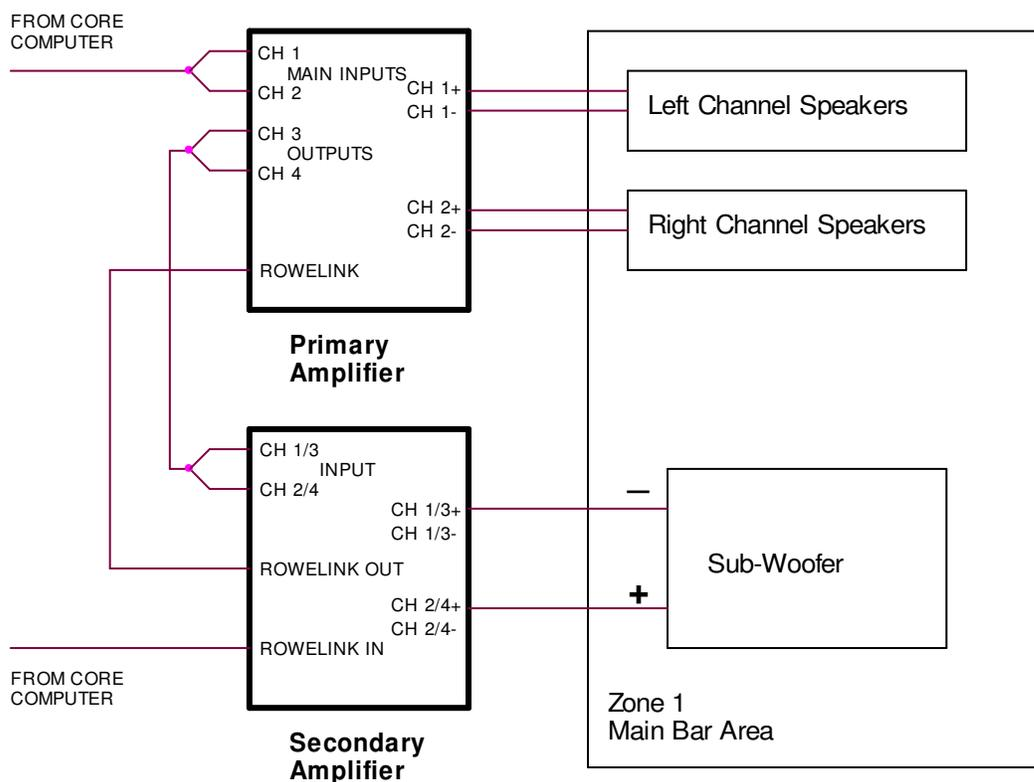 FROM CORE
COMPUTER
CH 1
MAIN INPUTS
CH 2
CH 3
OUTPUTS
CH 4
ROWELINK
CH 1+
CH 1-
CH 2+
CH 2-
Primary
Amplifier
Left Channel Speakers
Right Channel Speakers
CH 1/3
INPUT
CH 2/4
ROWELINK OUT
ROWELINK IN
CH 1/3+
CH 1/3-
CH 2/4+
CH 2/4-
FROM CORE
COMPUTER
Secondary
Amplifier
–
+
Sub-Woofer
Zone 1
Main Bar Area